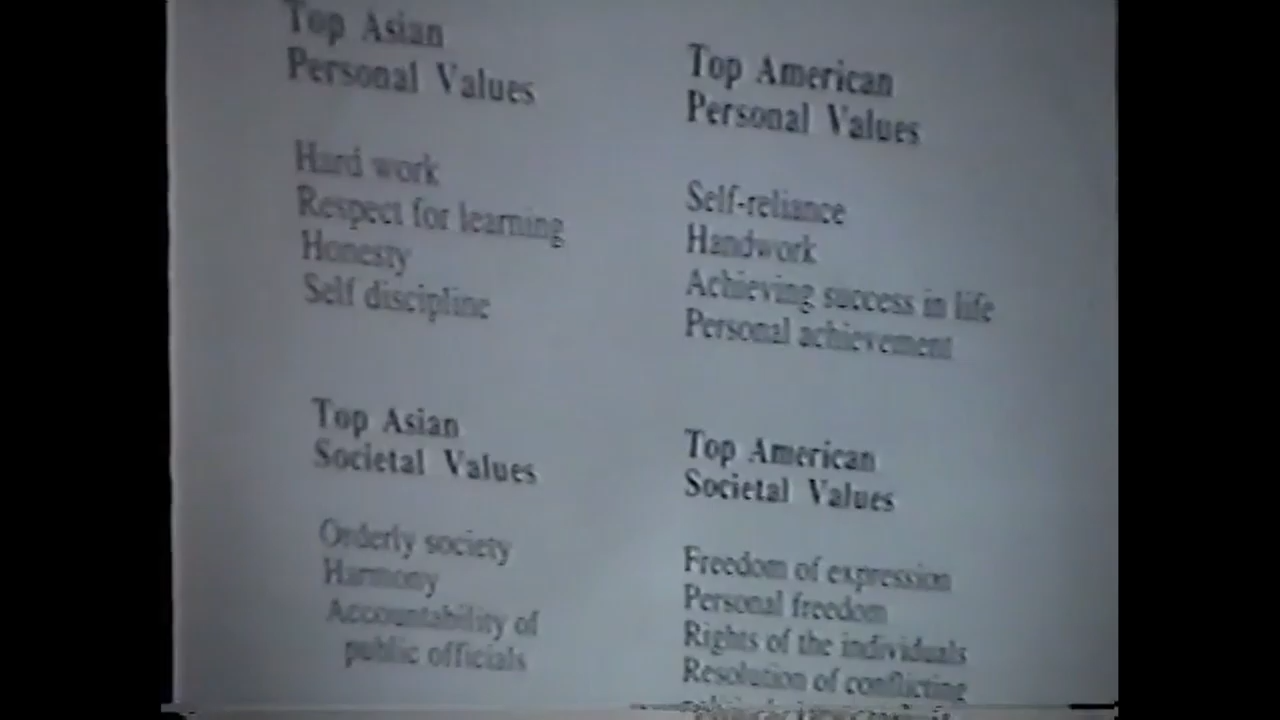 Top Asian
Personal Values
Hard work
Respect for learning
Honesty
Self discipline
Top American
Personal Values
Self-reliance
Handwork
Achieving success in life
Personal achievement
Top Asian
Societal Values
Orderly society
Harmony
Accountability of
public officials
Top American
Societal Values
Freedom of expression
Personal freedom
Rights of the individuals
Resolution of conflicting